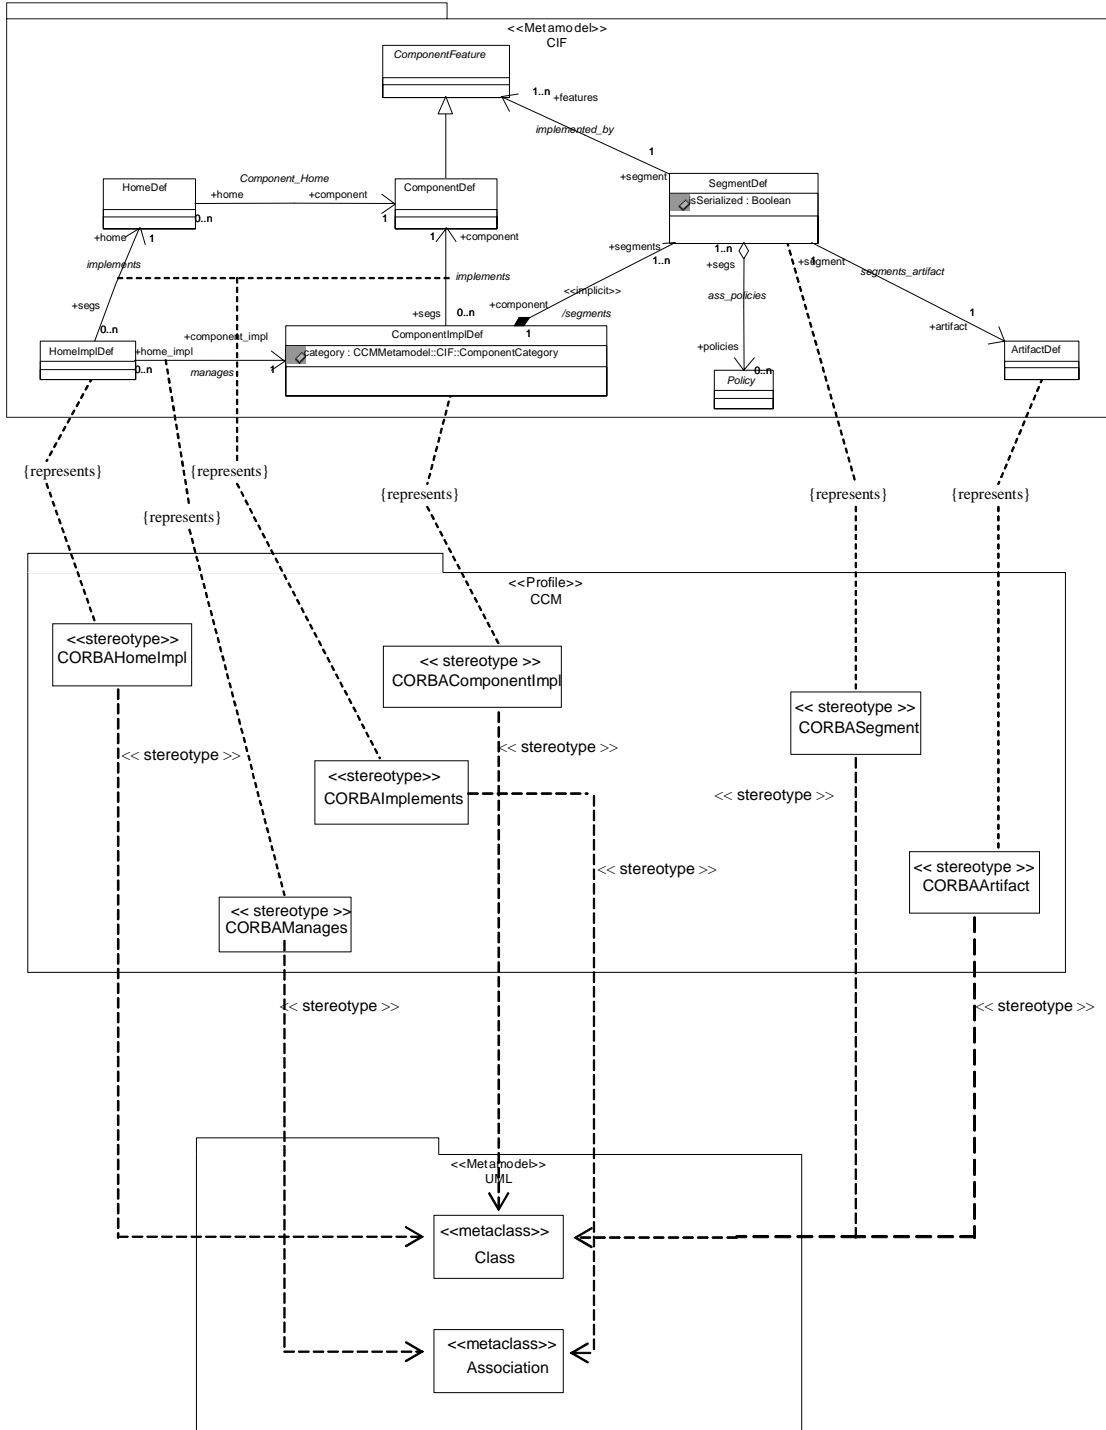 <<Metamodel>>
CIF
ComponentFeature
1..n
+features
implemented_by
1
+segment
SegmentDef
isSerialized : Boolean
HomeDef
Component_Home
+home
+component
0..n
1
ComponentDef
+home
1
1
+component
+segments
1..n
1..n
+segs
+segment
1
segments_artifact
implements
implements
<<implicit>>
/segments
ass_policies
+segs
0..n
+segs
0..n
+component
1
1
+artifact
HomeImplDef
+home_impl
0..n
+component_impl
manages
1
ComponentImplDef
category : CCMMetamodel::CIF::ComponentCategory
+policies
0..n
Policy
ArtifactDef
{represents}
{represents}
{represents}
{represents}
{represents}
{represents}
<<Profile>>
CCM
<<stereotype>>
CORBAHomeImpl
<< stereotype >>
CORBAComponentImpl
<< stereotype >>
CORBASegment
<< stereotype >>
<< stereotype >>
<<stereotype>>
CORBAImplements
<< stereotype >>
<< stereotype >>
<< stereotype >>
CORBAArtifact
<< stereotype >>
CORBAManages
<< stereotype >>
<< stereotype >>
<<Metamodel>>
UML
<<metaclass>>
Class
<<metaclass>>
Association